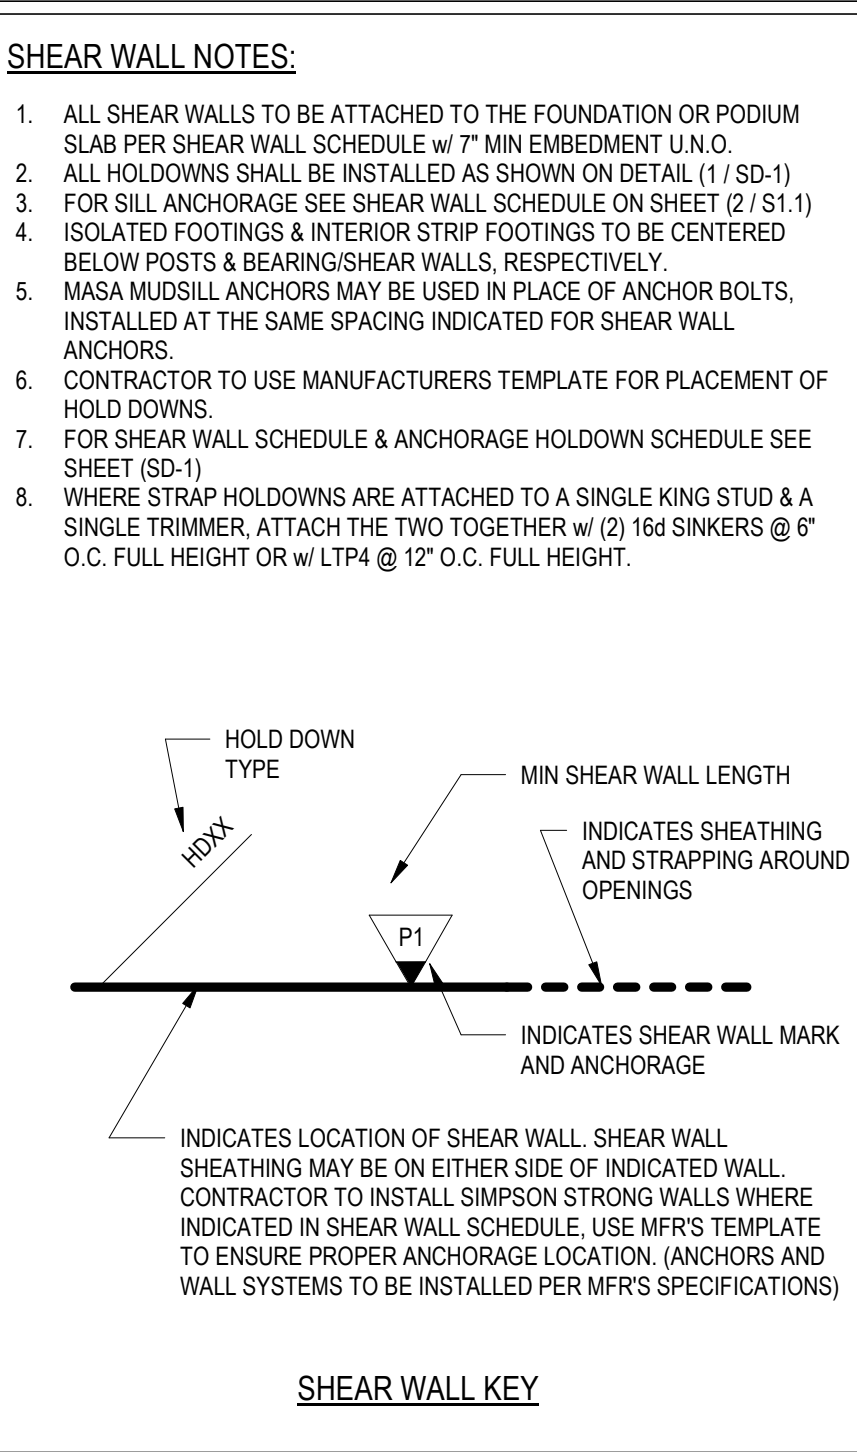 SHEAR WALL NOTES:
1. ALL SHEAR WALLS TO BE ATTACHED TO THE FOUNDATION OR PODIUM
SLAB PER SHEAR WALL SCHEDULE w/ 7" MIN EMBEDMENT U.N.O.
2. ALL HOLDOWNS SHALL BE INSTALLED AS SHOWN ON DETAIL (1 / SD-1)
3. FOR SILL ANCHORAGE SEE SHEAR WALL SCHEDULE ON SHEET (2 / S1.1)
4. ISOLATED FOOTINGS & INTERIOR STRIP FOOTINGS TO BE CENTERED
BELOW POSTS & BEARING/SHEAR WALLS, RESPECTIVELY.
5. MASA MUDSILL ANCHORS MAY BE USED IN PLACE OF ANCHOR BOLTS,
INSTALLED AT THE SAME SPACING INDICATED FOR SHEAR WALL
ANCHORS.
6. CONTRACTOR TO USE MANUFACTURERS TEMPLATE FOR PLACEMENT OF
HOLD DOWNS.
7. FOR SHEAR WALL SCHEDULE & ANCHORAGE HOLDOWN SCHEDULE SEE
SHEET (SD-1)
8. WHERE STRAP HOLDOWNS ARE ATTACHED TO A SINGLE KING STUD & A
SINGLE TRIMMER, ATTACH THE TWO TOGETHER w/ (2) 16d SINKERS @ 6"
O.C. FULL HEIGHT OR w/ LTP4 @ 12" O.C. FULL HEIGHT.
HOLD DOWN
TYPE
MIN SHEAR WALL LENGTH
HDXX
INDICATES SHEATHING
AND STRAPPING AROUND
OPENINGS
P1
INDICATES SHEAR WALL MARK
AND ANCHORAGE
INDICATES LOCATION OF SHEAR WALL. SHEAR WALL
SHEATHING MAY BE ON EITHER SIDE OF INDICATED WALL.
CONTRACTOR TO INSTALL SIMPSON STRONG WALLS WHERE
INDICATED IN SHEAR WALL SCHEDULE, USE MFR'S TEMPLATE
TO ENSURE PROPER ANCHORAGE LOCATION. (ANCHORS AND
WALL SYSTEMS TO BE INSTALLED PER MFR'S SPECIFICATIONS)
SHEAR WALL KEY